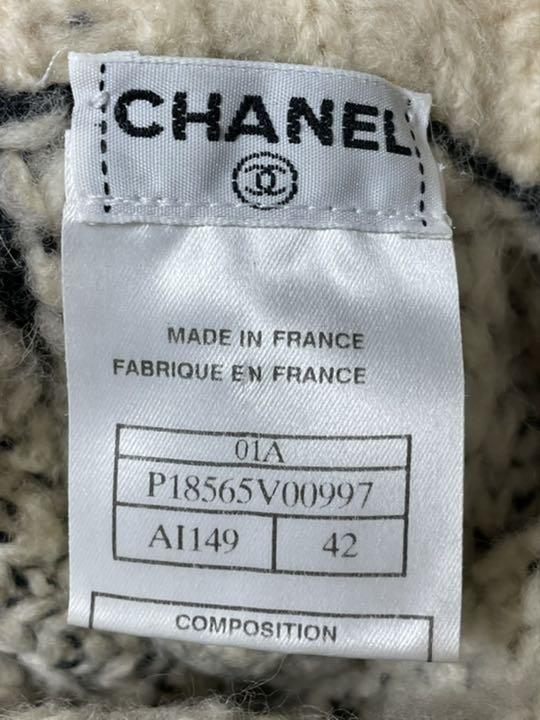 CHANEL
MADE IN FRANCE
FABRIQUE EN FRANCE
01A
P18565V00997
AI149 42
COMPOSITION